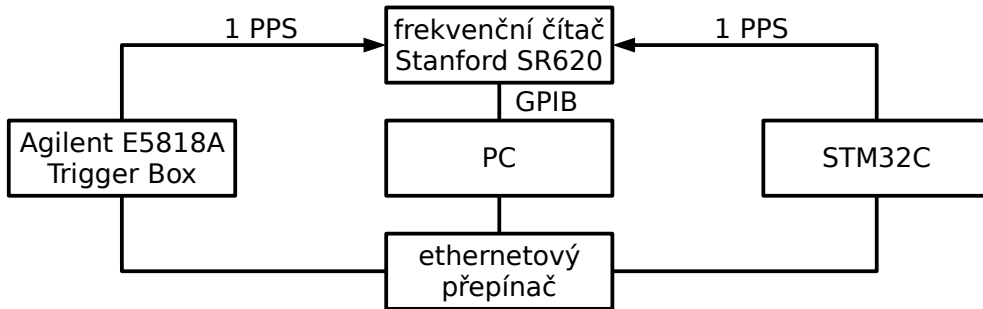 1 PPS
frekvenční čítač
Stanford SR620
1 PPS
GPIB
Agilent E5818A
Trigger Box
PC
STM32C
ethernetový
přepínač